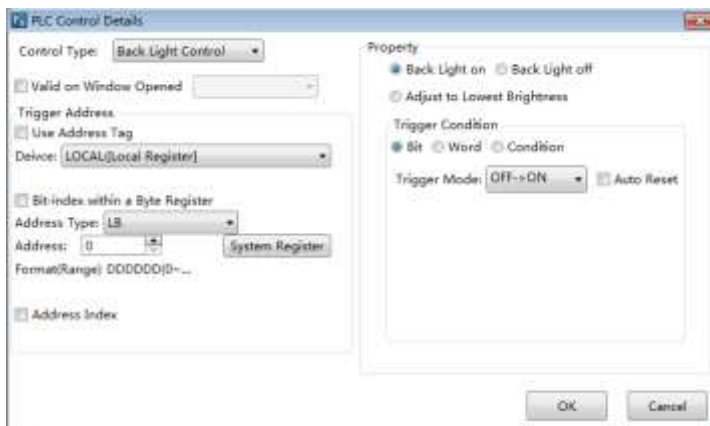 PLC Control Details
Control Type: Back Light Control
Valid on Window Opened
Trigger Address
Use Address Tag
Deivce: LOCAL:[Local Register]
Bit-index within a Byte Register
Address Type: LB
Address: 0 System Register
Format(Range) DDDDDD(0~...
Address Index
Property
Back Light on Back Light off
Adjust to Lowest Brightness
Trigger Condition
Bit Word Condition
Trigger Mode: OFF->ON Auto Reset
OK Cancel